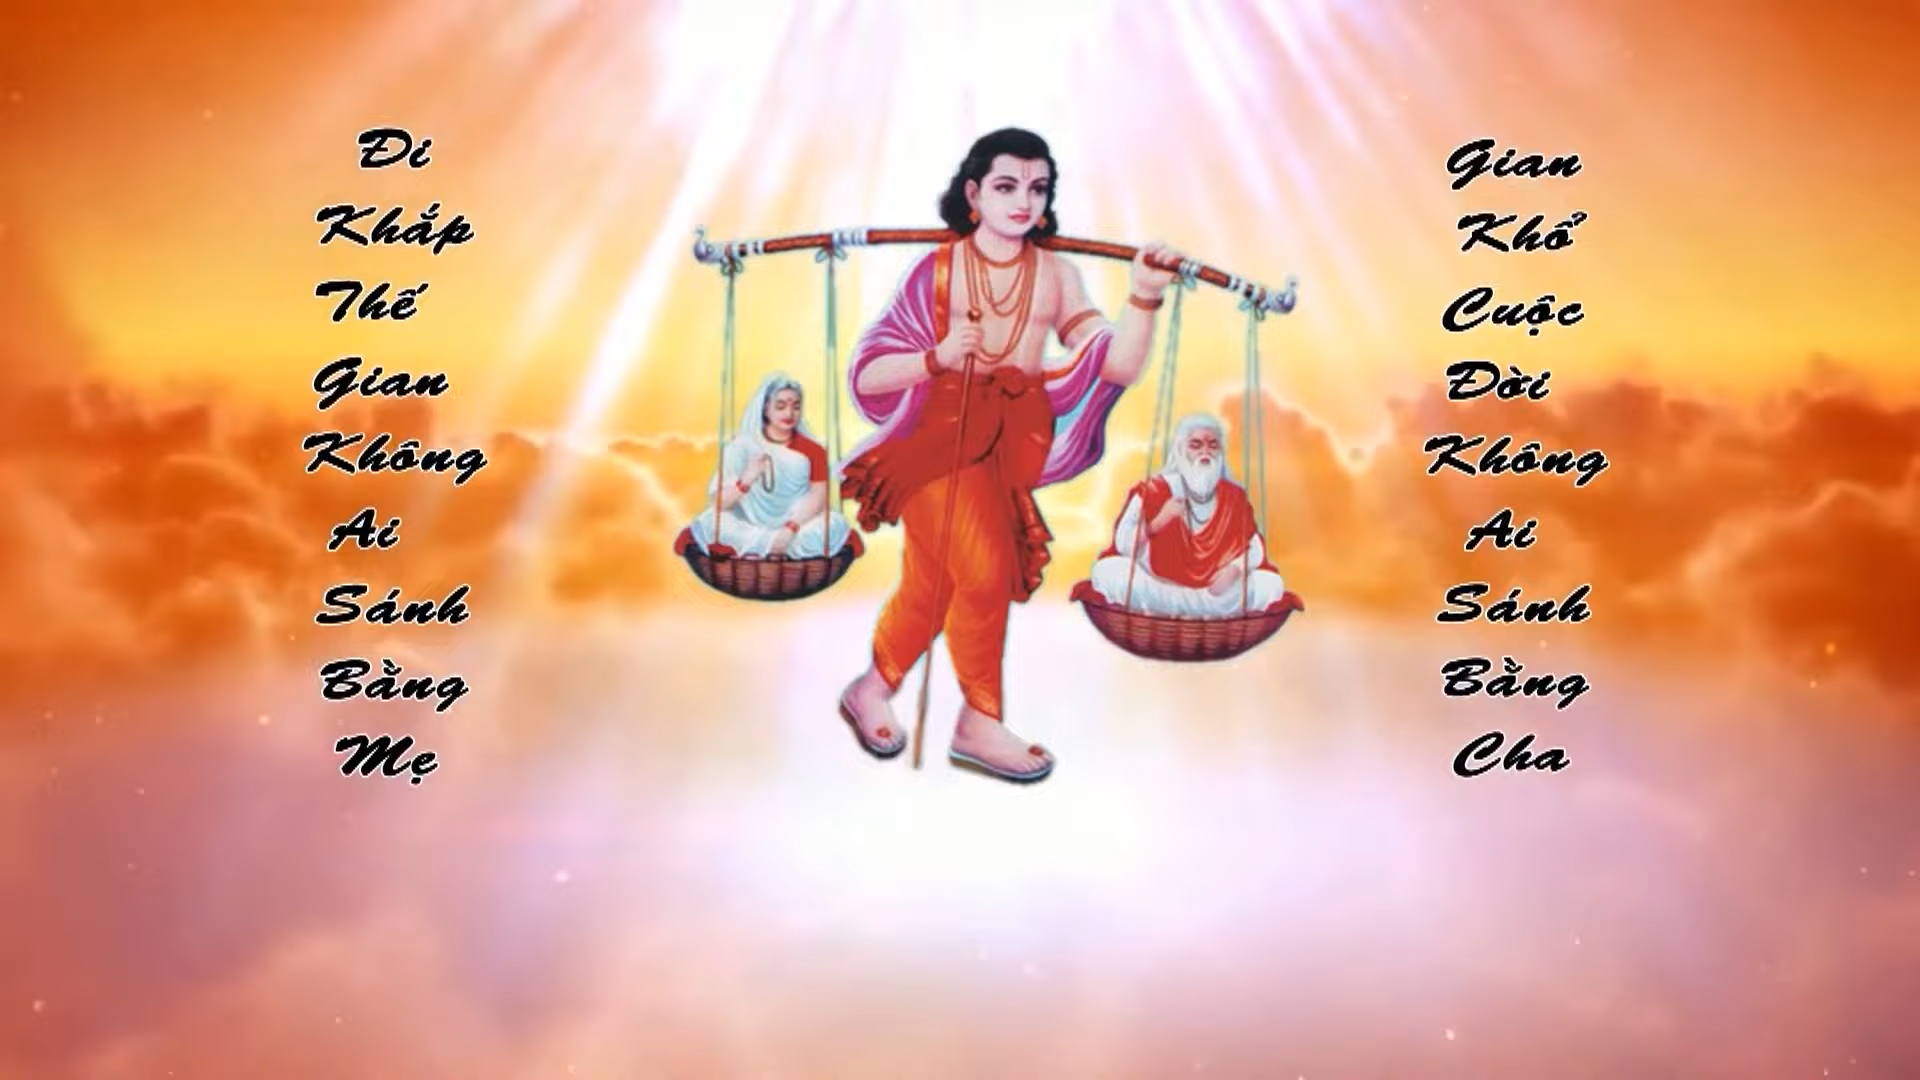 Đi
Khắp
Thế
Gian
Không
Ai
Sánh
Bằng
Mẹ
Gian
Khổ
Cuộc
Đời
Không
Ai
Sánh
Bằng
Cha